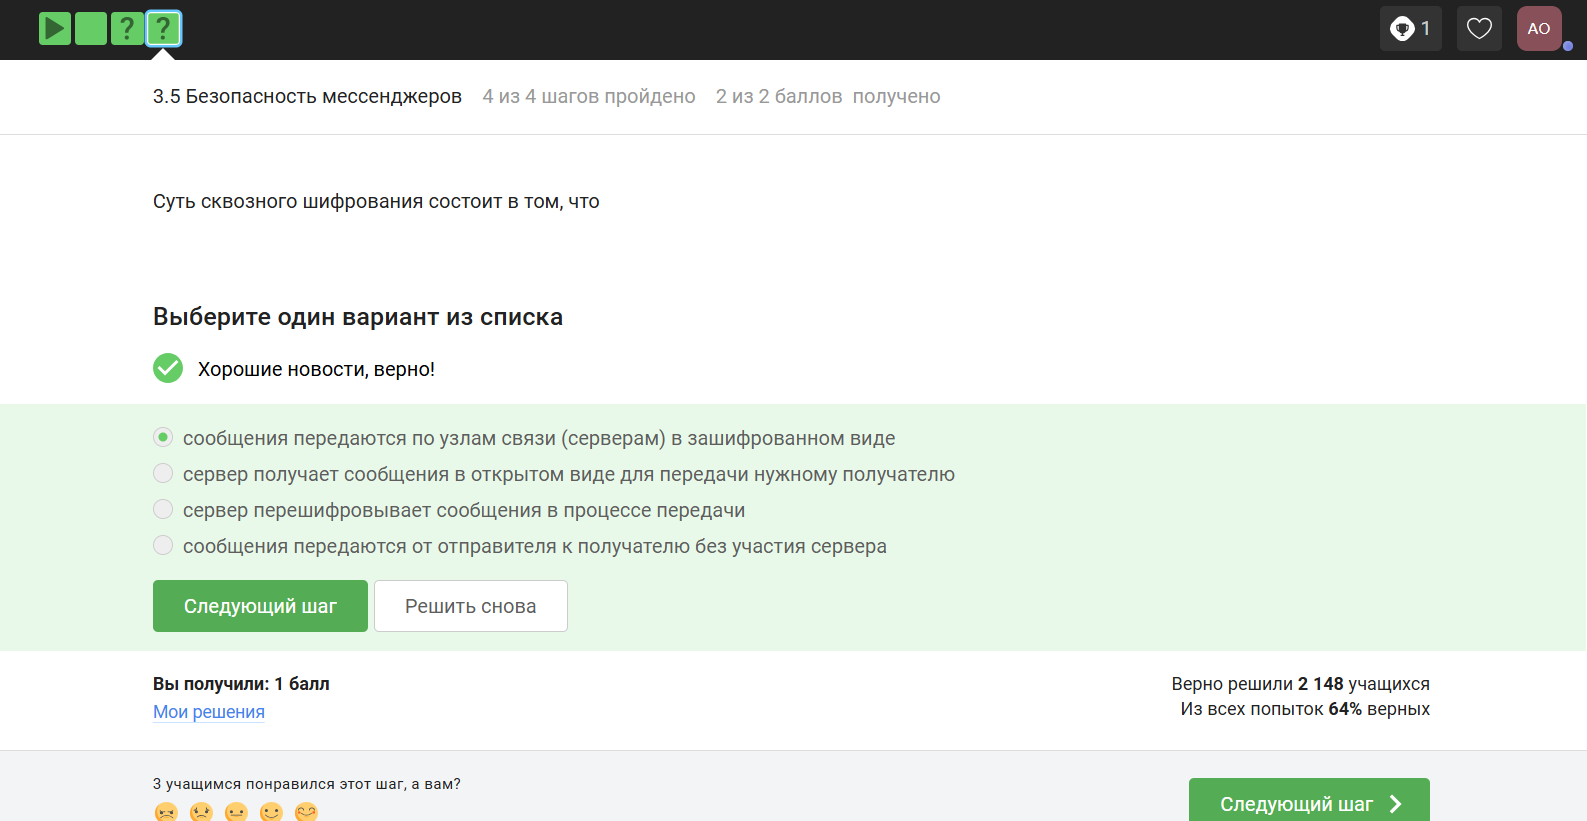 ? ?
1
AO
3.5 Безопасность мессенджеров 4 из 4 шагов пройдено 2 из 2 баллов получено
Суть сквозного шифрования состоит в том, что
Выберите один вариант из списка
Хорошие новости, верно!
сообщения передаются по узлам связи (серверам) в зашифрованном виде
сервер получает сообщения в открытом виде для передачи нужному получателю
сервер перешифровывает сообщения в процессе передачи
сообщения передаются от отправителя к получателю без участия сервера
Следующий шаг Решить снова
Вы получили: 1 балл
Мои решения
Верно решили 2 148 учащихся
Из всех попыток 64% верных
3 учащимся понравился этот шаг, а вам?
Следующий шаг